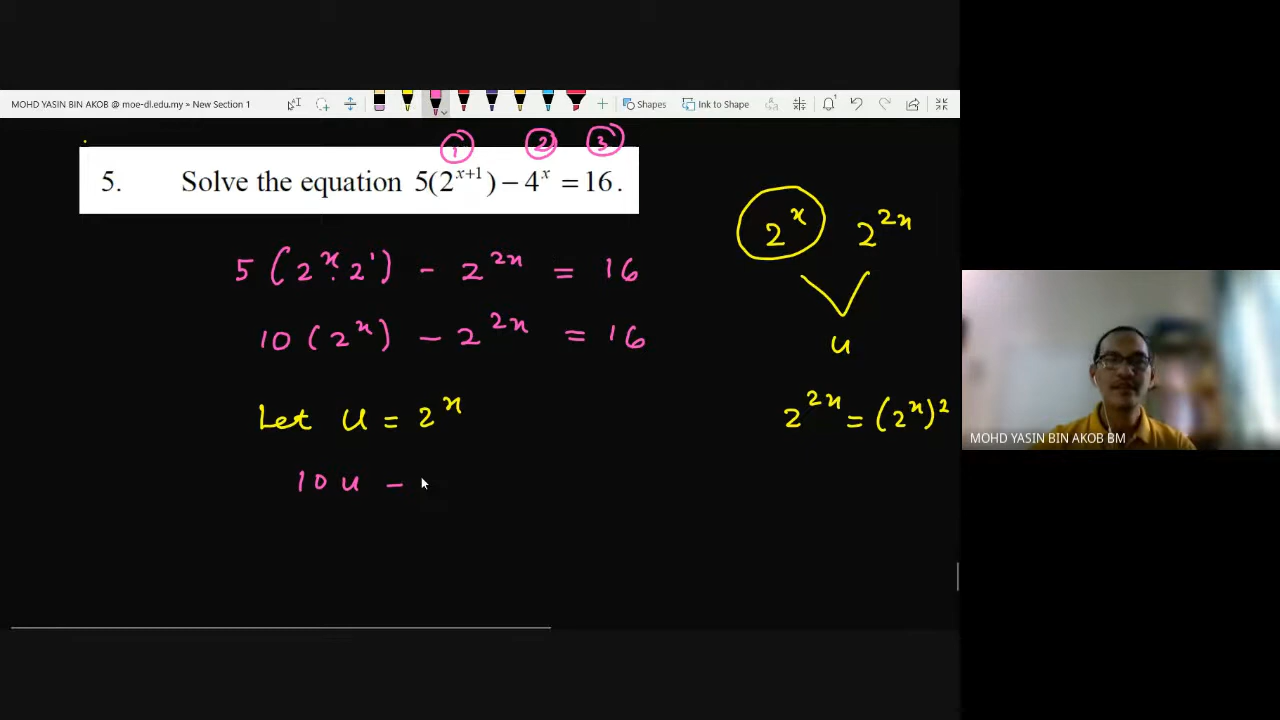 MOHD YASIN BIN AKOB @ moe-dl.edu.my » New Section 1
Shapes
Ink to Shape
1 2 3
5. Solve the equation 5(2^{x+1}) – 4^x = 16.
5(2^x . 2^1) – 2^{2x} = 16
10(2^x) – 2^{2x} = 16
Let u = 2^x
10u –
2^x 2^{2x}
u
2^{2x} = (2^x)^2
MOHD YASIN BIN AKOB BM